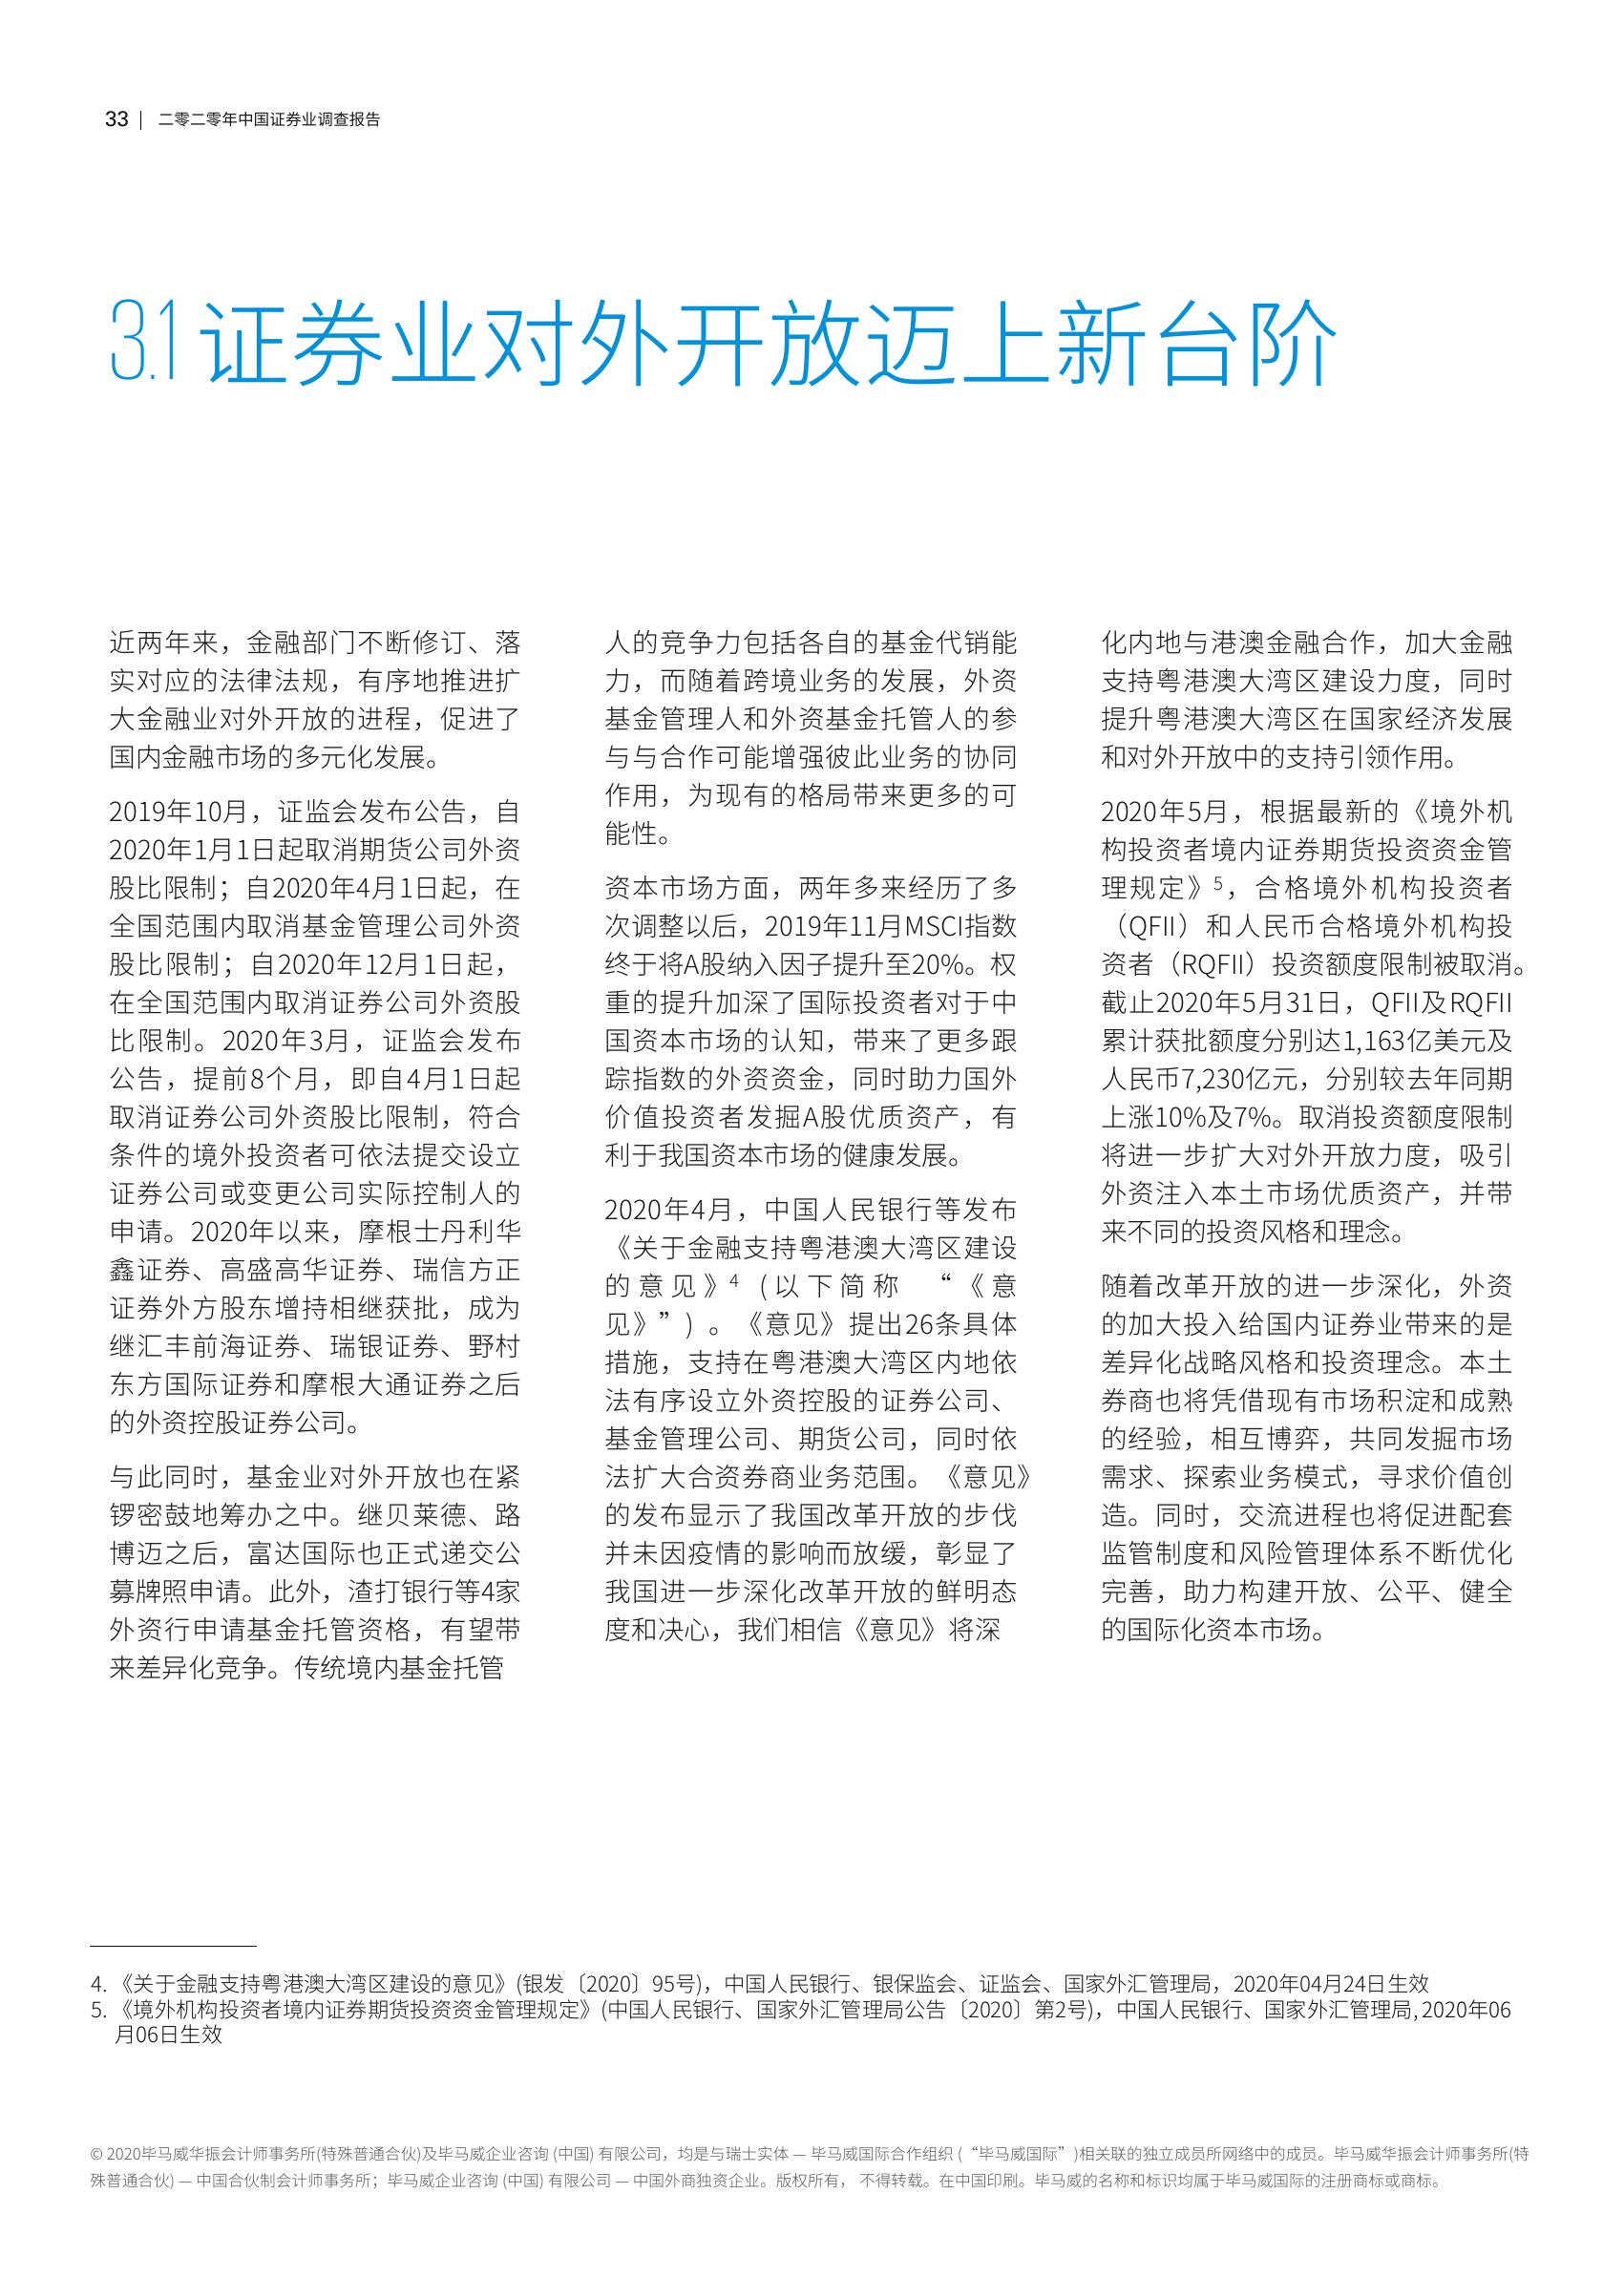 33 | 二零二零年中国证券业调查报告
3.1 证券业对外开放迈上新台阶
近两年来，金融部门不断修订、落
实对应的法律法规，有序地推进扩
大金融业对外开放的进程，促进了
国内金融市场的多元化发展。
2019年10月，证监会发布公告，自
2020年1月1日起取消期货公司外资
股比限制；自2020年4月1日起，在
全国范围内取消基金管理公司外资
股比限制；自2020年12月1日起，
在全国范围内取消证券公司外资股
比限制。2020年3月，证监会发布
公告，提前8个月，即自4月1日起
取消证券公司外资股比限制，符合
条件的境外投资者可依法提交设立
证券公司或变更公司实际控制人的
申请。2020年以来，摩根士丹利华
鑫证券、高盛高华证券、瑞信方正
证券外方股东增持相继获批，成为
继汇丰前海证券、瑞银证券、野村
东方国际证券和摩根大通证券之后
的外资控股证券公司。
与此同时，基金业对外开放也在紧
锣密鼓地筹办之中。继贝莱德、路
博迈之后，富达国际也正式递交公
募牌照申请。此外，渣打银行等4家
外资行申请基金托管资格，有望带
来差异化竞争。传统境内基金托管
人的竞争力包括各自的基金代销能
力，而随着跨境业务的发展，外资
基金管理人和外资基金托管人的参
与与合作可能增强彼此业务的协同
作用，为现有的格局带来更多的可
能性。
资本市场方面，两年多来经历了多
次调整以后，2019年11月MSCI指数
终于将A股纳入因子提升至20%。权
重的提升加深了国际投资者对于中
国资本市场的认知，带来了更多跟
踪指数的外资资金，同时助力国外
价值投资者发掘A股优质资产，有
利于我国资本市场的健康发展。
2020年4月，中国人民银行等发布
《关于金融支持粤港澳大湾区建设
的意见》4（以下简称 “《意
见》”）。《意见》提出26条具体
措施，支持在粤港澳大湾区内地依
法有序设立外资控股的证券公司、
基金管理公司、期货公司，同时依
法扩大合资券商业务范围。《意见》
的发布显示了我国改革开放的步伐
并未因疫情的影响而放缓，彰显了
我国进一步深化改革开放的鲜明态
度和决心，我们相信《意见》将深
化内地与港澳金融合作，加大金融
支持粤港澳大湾区建设力度，同时
提升粤港澳大湾区在国家经济发展
和对外开放中的支持引领作用。
2020年5月，根据最新的《境外机
构投资者境内证券期货投资资金管
理规定》5，合格境外机构投资者
（QFII）和人民币合格境外机构投
资者（RQFII）投资额度限制被取消。
截止2020年5月31日，QFII及RQFII
累计获批额度分别达1,163亿美元及
人民币7,230亿元，分别较去年同期
上涨10%及7%。取消投资额度限制
将进一步扩大对外开放力度，吸引
外资注入本土市场优质资产，并带
来不同的投资风格和理念。
随着改革开放的进一步深化，外资
的加大投入给国内证券业带来的是
差异化战略风格和投资理念。本土
券商也将凭借现有市场积淀和成熟
的经验，相互博弈，共同发掘市场
需求、探索业务模式，寻求价值创
造。同时，交流进程也将促进配套
监管制度和风险管理体系不断优化
完善，助力构建开放、公平、健全
的国际化资本市场。
4. 《关于金融支持粤港澳大湾区建设的意见》(银发〔2020〕95号)，中国人民银行、银保监会、证监会、国家外汇管理局，2020年04月24日生效
5. 《境外机构投资者境内证券期货投资资金管理规定》(中国人民银行、国家外汇管理局公告〔2020〕第2号)，中国人民银行、国家外汇管理局,2020年06
月06日生效
© 2020毕马威华振会计师事务所(特殊普通合伙)及毕马威企业咨询 (中国) 有限公司，均是与瑞士实体 — 毕马威国际合作组织 (“毕马威国际”)相关联的独立成员所网络中的成员。毕马威华振会计师事务所(特
殊普通合伙) — 中国合伙制会计师事务所；毕马威企业咨询 (中国) 有限公司 — 中国外商独资企业。版权所有， 不得转载。在中国印刷。毕马威的名称和标识均属于毕马威国际的注册商标或商标。